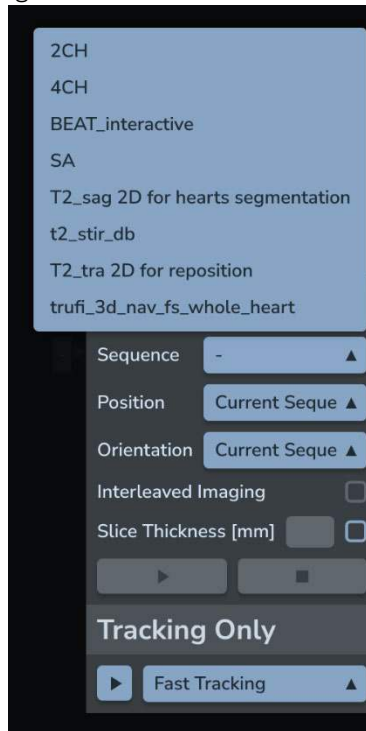 2CH
4CH
BEAT_interactive
SA
T2_sag 2D for hearts segmentation
t2_stir_db
T2_tra 2D for reposition
trufi_3d_nav_fs_whole_heart
Sequence -
Position Current Seque
Orientation Current Seque
Interleaved Imaging
Slice Thickness [mm]
Tracking Only
Fast Tracking